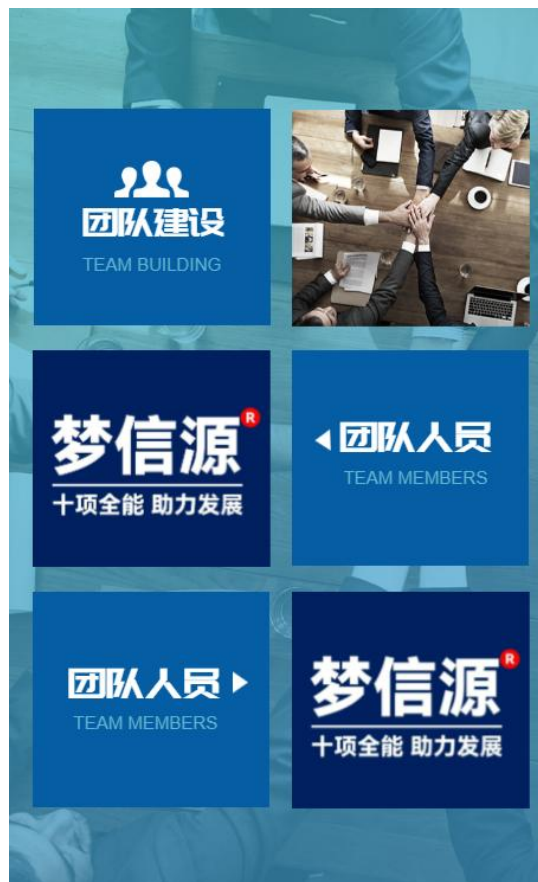 团队建设
TEAM BUILDING
梦信源®
十项全能 助力发展
团队人员
TEAM MEMBERS
团队人员
TEAM MEMBERS
梦信源®
十项全能 助力发展